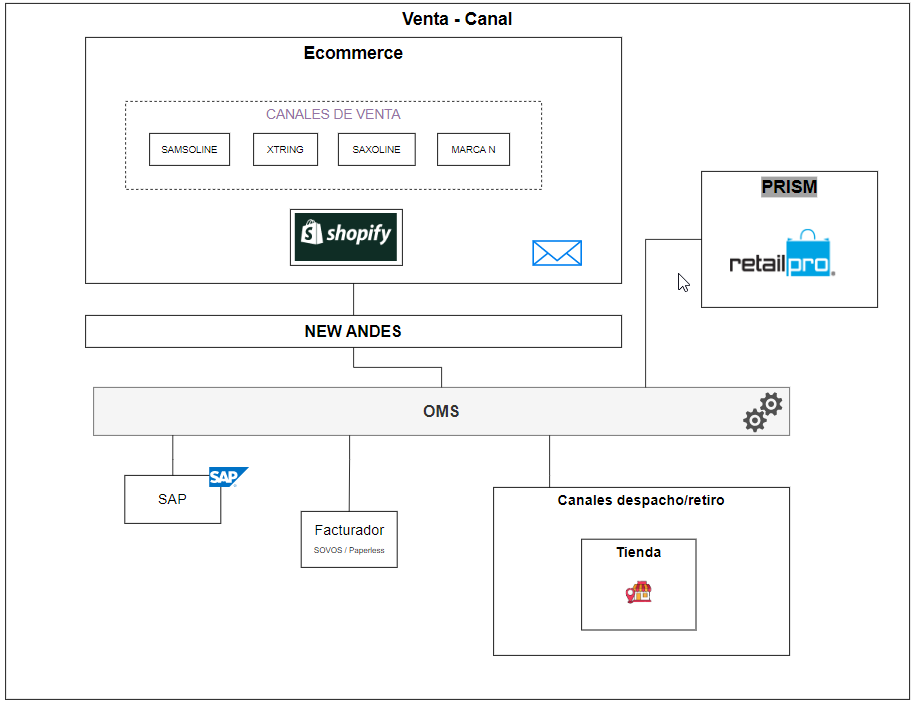 Venta - Canal
Ecommerce
CANALES DE VENTA
SAMSOLINE
XTRING
SAXOLINE
MARCA N
shopify
PRISM
retailpro
NEW ANDES
OMS
SAP
SAP
Facturador
SOVOS / Paperless
Canales despacho/retiro
Tienda